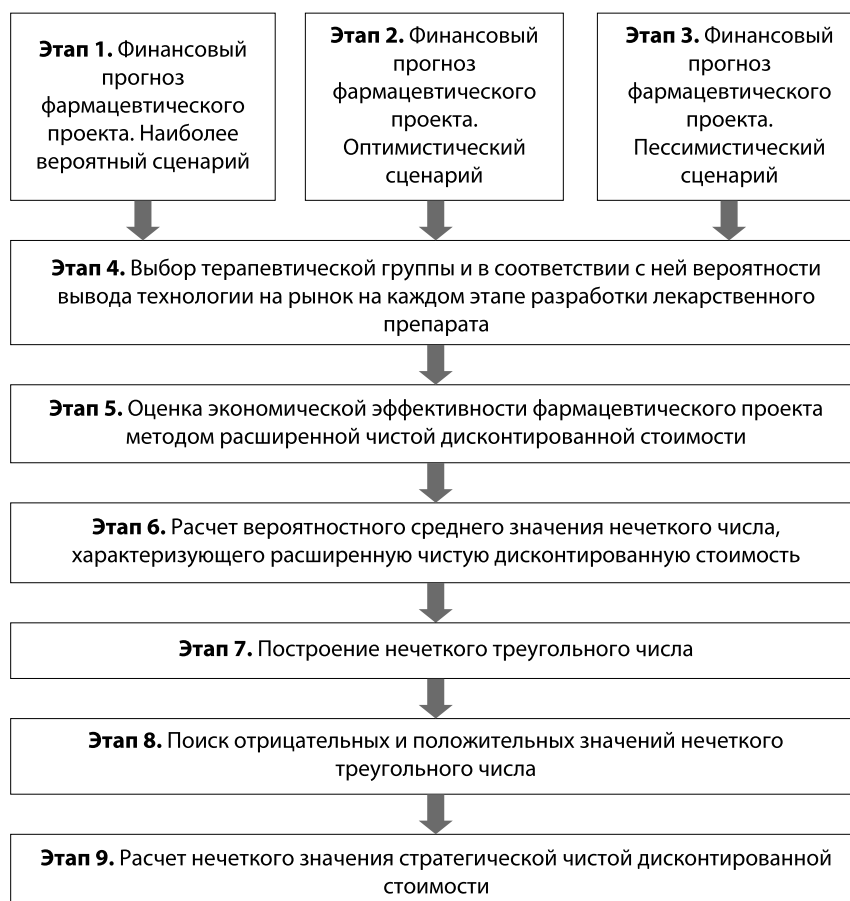 Этап 1. Финансовый
прогноз
фармацевтического
проекта. Наиболее
вероятный сценарий
Этап 2. Финансовый
прогноз
фармацевтического
проекта.
Оптимистический
сценарий
Этап 3. Финансовый
прогноз
фармацевтического
проекта.
Пессимистический
сценарий
Этап 4. Выбор терапевтической группы и в соответствии с ней вероятности
вывода технологии на рынок на каждом этапе разработки лекарственного
препарата
Этап 5. Оценка экономической эффективности фармацевтического проекта
методом расширенной чистой дисконтированной стоимости
Этап 6. Расчет вероятностного среднего значения нечеткого числа,
характеризующего расширенную чистую дисконтированную стоимость
Этап 7. Построение нечеткого треугольного числа
Этап 8. Поиск отрицательных и положительных значений нечеткого
треугольного числа
Этап 9. Расчет нечеткого значения стратегической чистой дисконтированной
стоимости